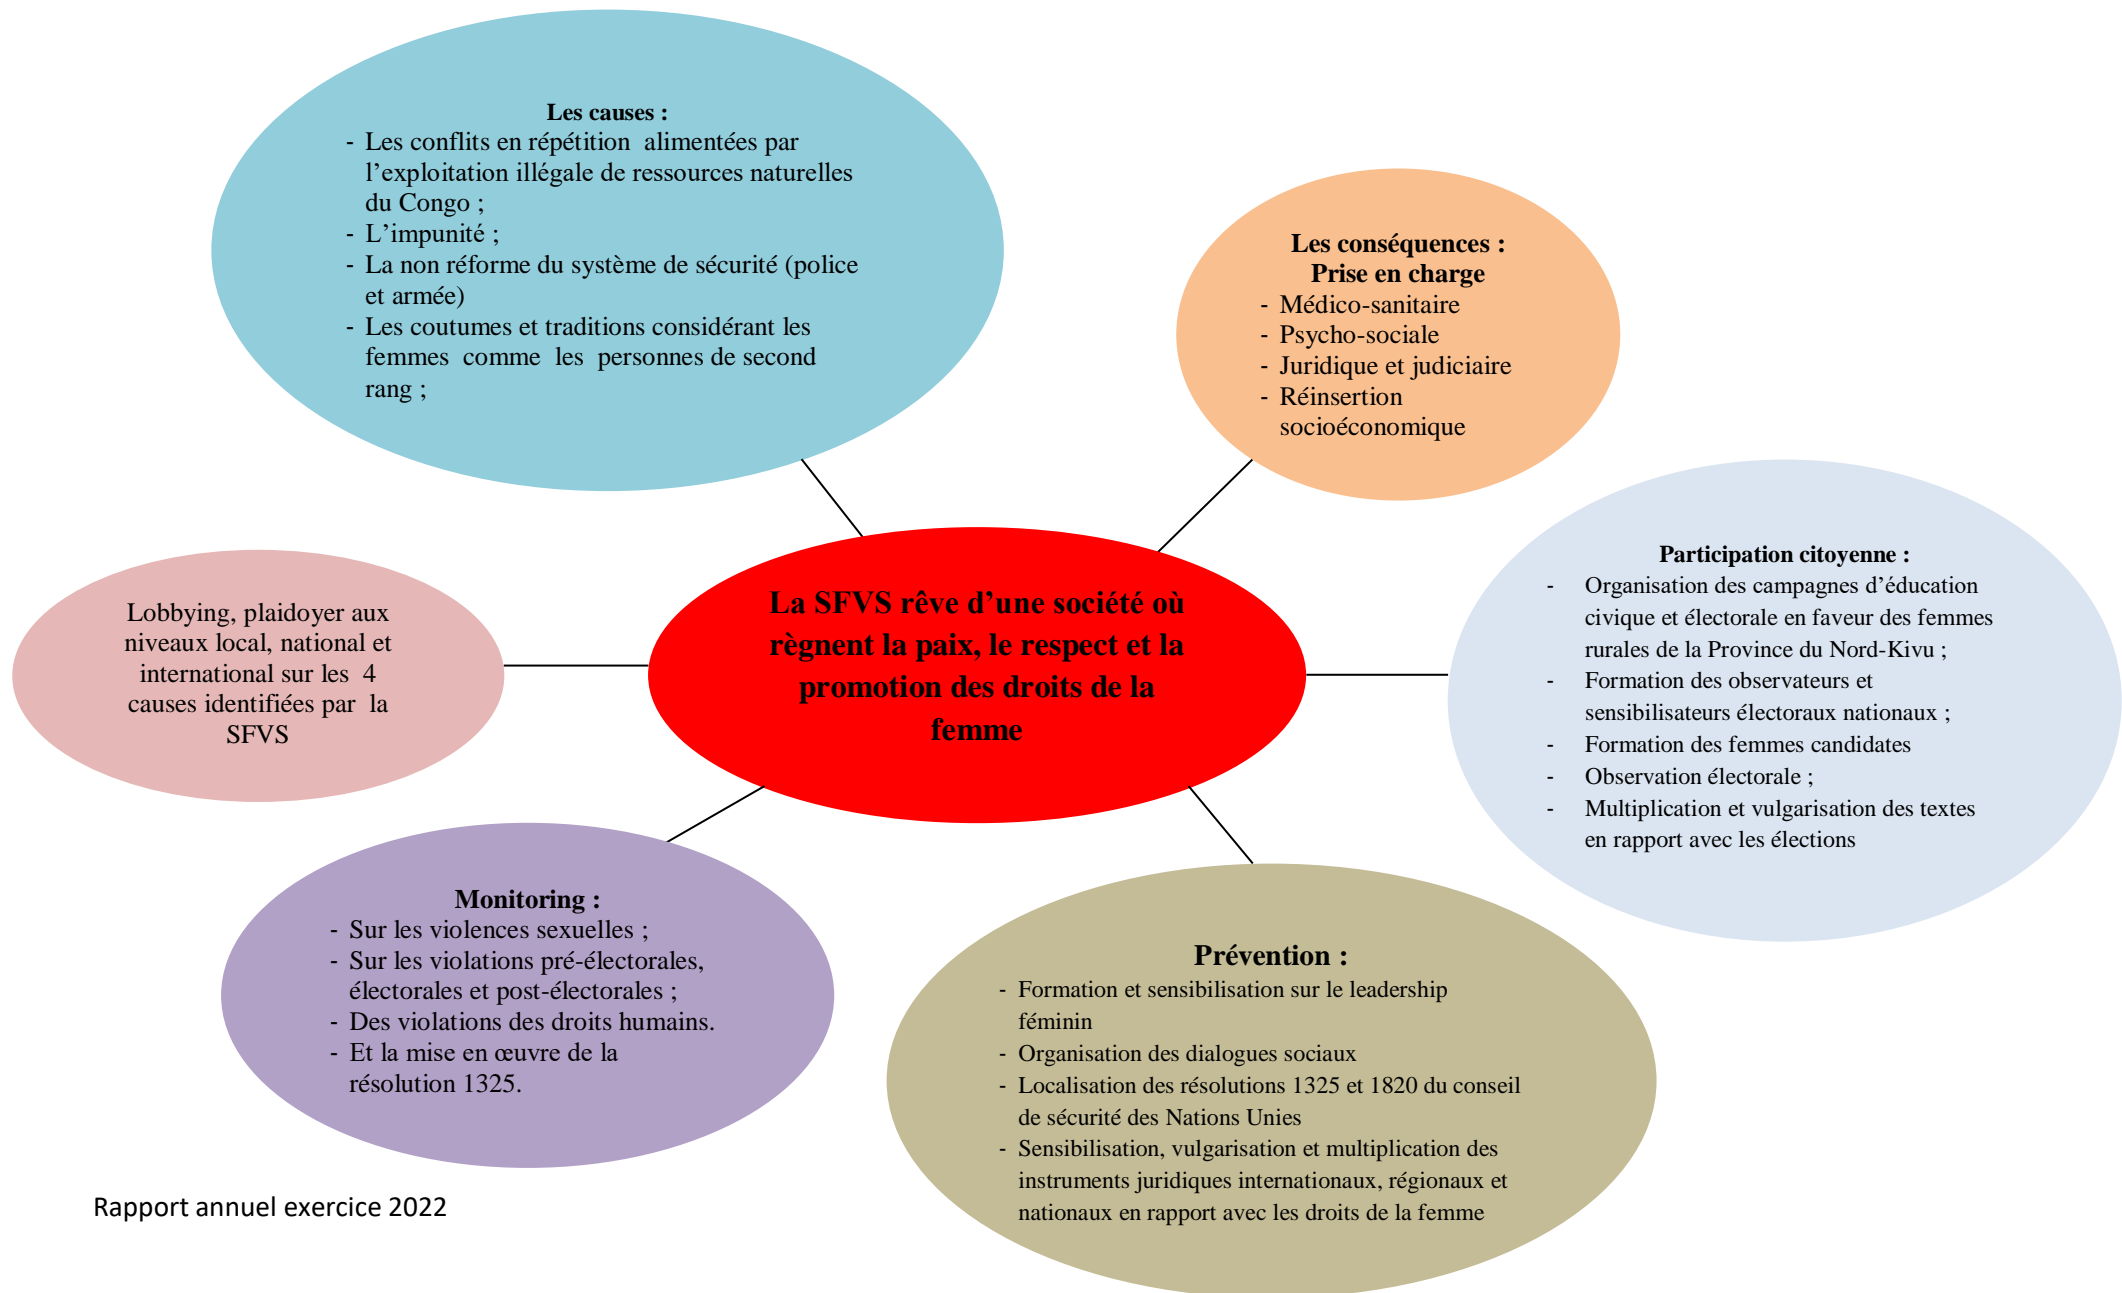 Les causes :
- Les conflits en répétition alimentées par
l’exploitation illégale de ressources naturelles
du Congo ;
- L’impunité ;
- La non réforme du système de sécurité (police
et armée)
- Les coutumes et traditions considérant les
femmes comme les personnes de second
rang ;
Les conséquences :
Prise en charge
- Médico-sanitaire
- Psycho-sociale
- Juridique et judiciaire
- Réinsertion
socioéconomique
Participation citoyenne :
- Organisation des campagnes d’éducation
civique et électorale en faveur des femmes
rurales de la Province du Nord-Kivu ;
- Formation des observateurs et
sensibilisateurs électoraux nationaux ;
- Formation des femmes candidates
- Observation électorale ;
- Multiplication et vulgarisation des textes
en rapport avec les élections
La SFVS rêve d’une société où
règnent la paix, le respect et la
promotion des droits de la
femme
Lobbying, plaidoyer aux
niveaux local, national et
international sur les 4
causes identifiées par la
SFVS
Monitoring :
- Sur les violences sexuelles ;
- Sur les violations pré-électorales,
électorales et post-électorales ;
- Des violations des droits humains.
- Et la mise en œuvre de la
résolution 1325.
Prévention :
- Formation et sensibilisation sur le leadership
féminin
- Organisation des dialogues sociaux
- Localisation des résolutions 1325 et 1820 du conseil
de sécurité des Nations Unies
- Sensibilisation, vulgarisation et multiplication des
instruments juridiques internationaux, régionaux et
nationaux en rapport avec les droits de la femme
Rapport annuel exercice 2022